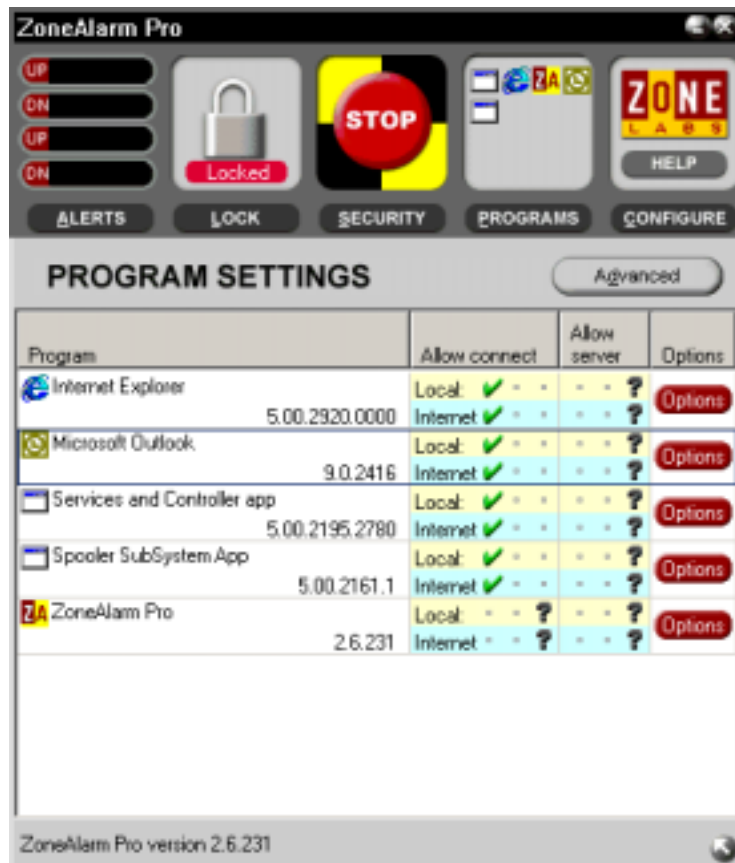 ZoneAlarm Pro
UP
DN
UP
DN
Locked
STOP
ZA
ZONE
LABS
HELP
ALERTS
LOCK
SECURITY
PROGRAMS
CONFIGURE
PROGRAM SETTINGS
Advanced
Program
Allow connect
Allow server
Options
Internet Explorer
5.00.2920.0000
Local:
Internet
? ?
Options
Microsoft Outlook
9.0.2416
Local:
Internet
? ?
Options
Services and Controller app
5.00.2195.2780
Local:
Internet
? ?
Options
Spooler SubSystem App
5.00.2161.1
Local:
Internet
? ?
Options
ZA ZoneAlarm Pro
2.6.231
Local: ? ?
Internet ? ?
Options
ZoneAlarm Pro version 2.6.231